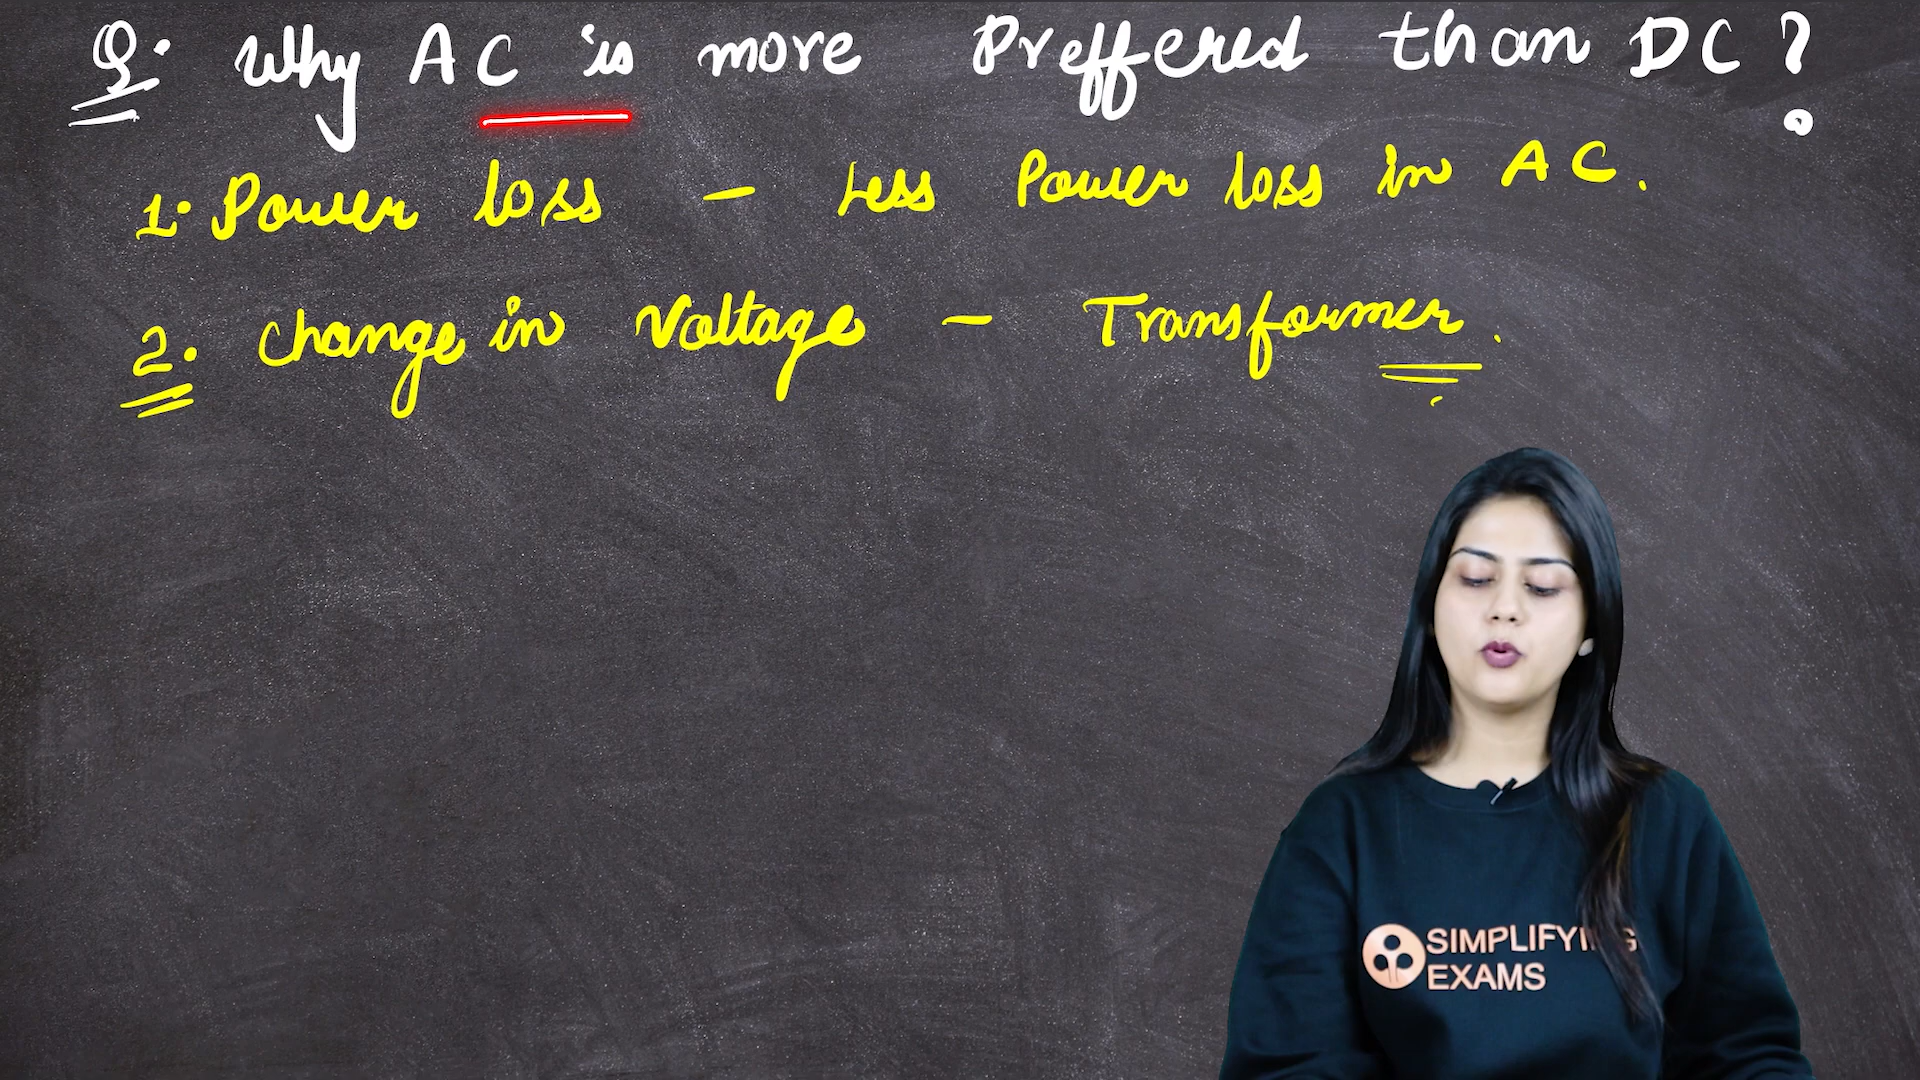 Q. Why AC is more Preffered than DC ?
1. Power loss - Less Power loss in AC.
2. Change in Voltage - Transformer.
SIMPLIFYING
EXAMS